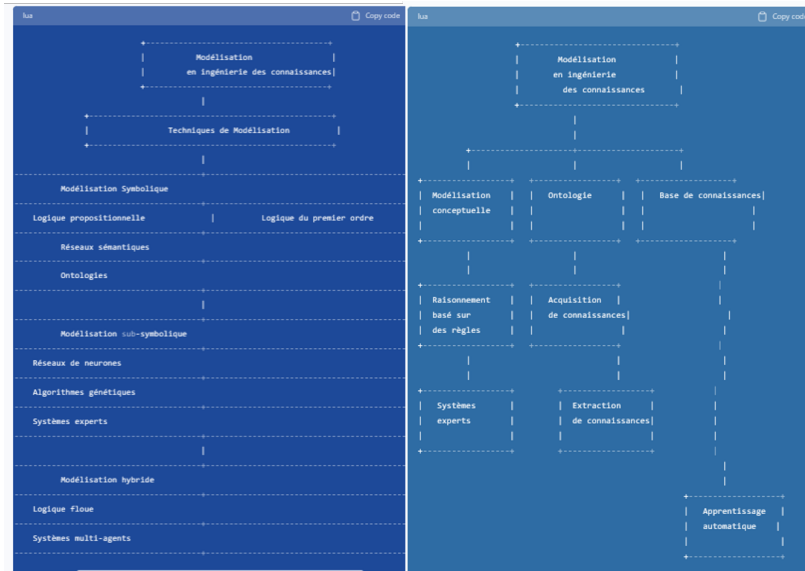 lua
Copy code
Modélisation
en ingénierie des connaissances
Techniques de Modélisation
Modélisation Symbolique
Logique propositionnelle | Logique du premier ordre
Réseaux sémantiques
Ontologies
Modélisation sub-symbolique
Réseaux de neurones
Algorithmes génétiques
Systèmes experts
Modélisation hybride
Logique floue
Systèmes multi-agents
lua
Copy code
Modélisation
en ingénierie
des connaissances
Modélisation
conceptuelle
Ontologie
Base de connaissances
Raisonnement
basé sur
des règles
Acquisition
de connaissances
Systèmes
experts
Extraction
de connaissances
Apprentissage
automatique